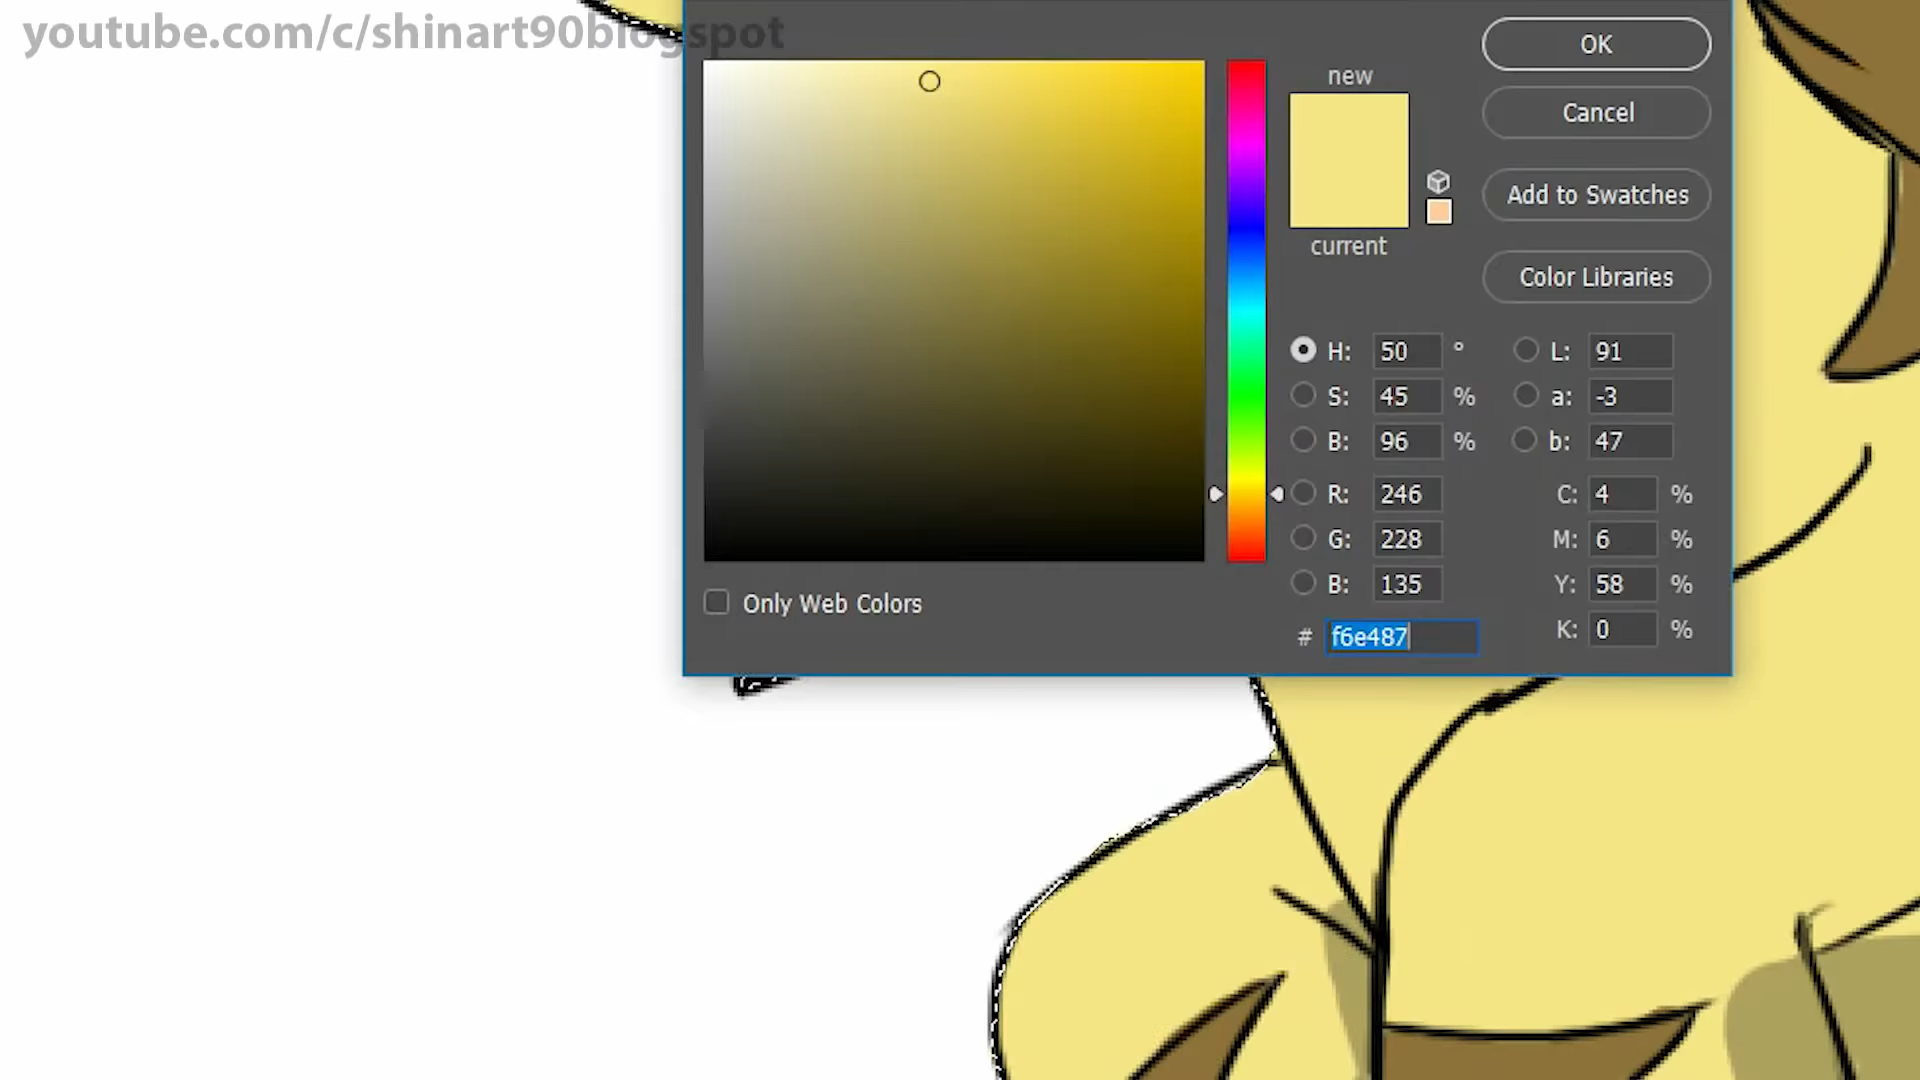 youtube.com/c/shinart90blogspot
new
current
OK
Cancel
Add to Swatches
Color Libraries
H: 50 °
S: 45 %
B: 96 %
R: 246
G: 228
B: 135
# f6e487
L: 91
a: -3
b: 47
C: 4 %
M: 6 %
Y: 58 %
K: 0 %
Only Web Colors